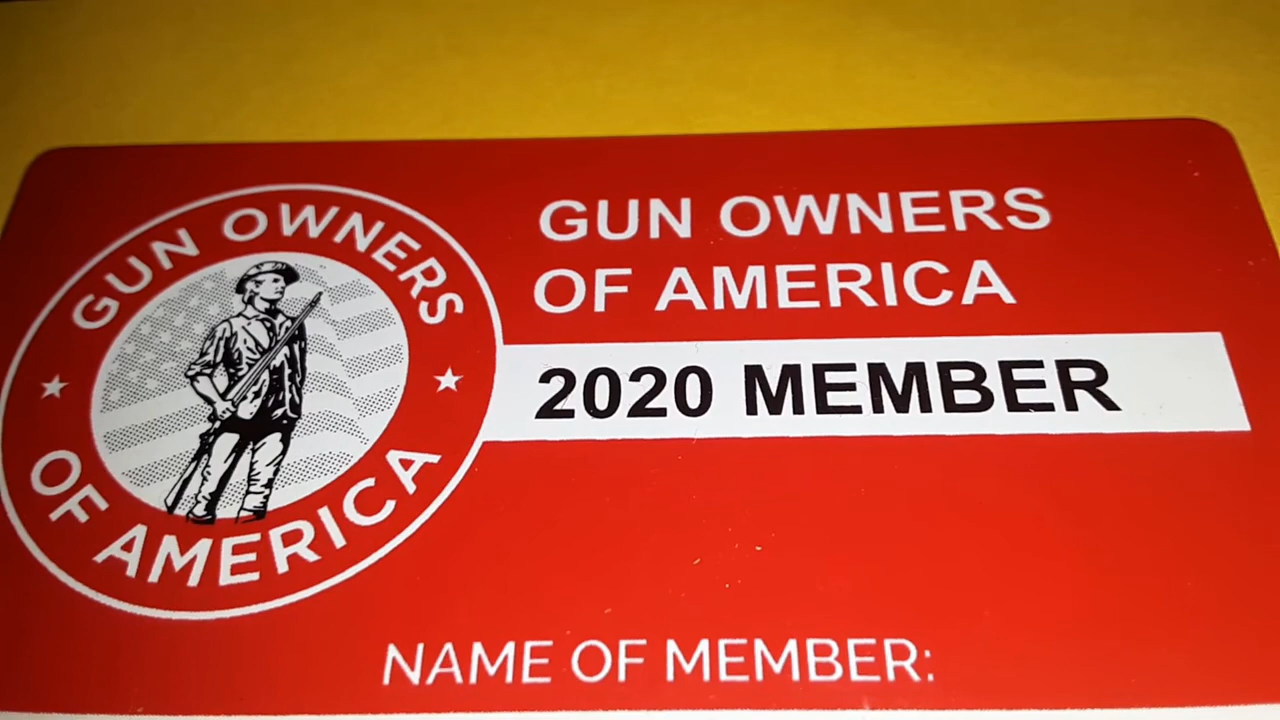 GUN OWNERS
OF AMERICA
GUN OWNERS
OF AMERICA
2020 MEMBER
NAME OF MEMBER: